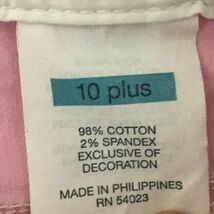 10 plus
98% COTTON
2% SPANDEX
EXCLUSIVE OF
DECORATION
MADE IN PHILIPPINES
RN 54023